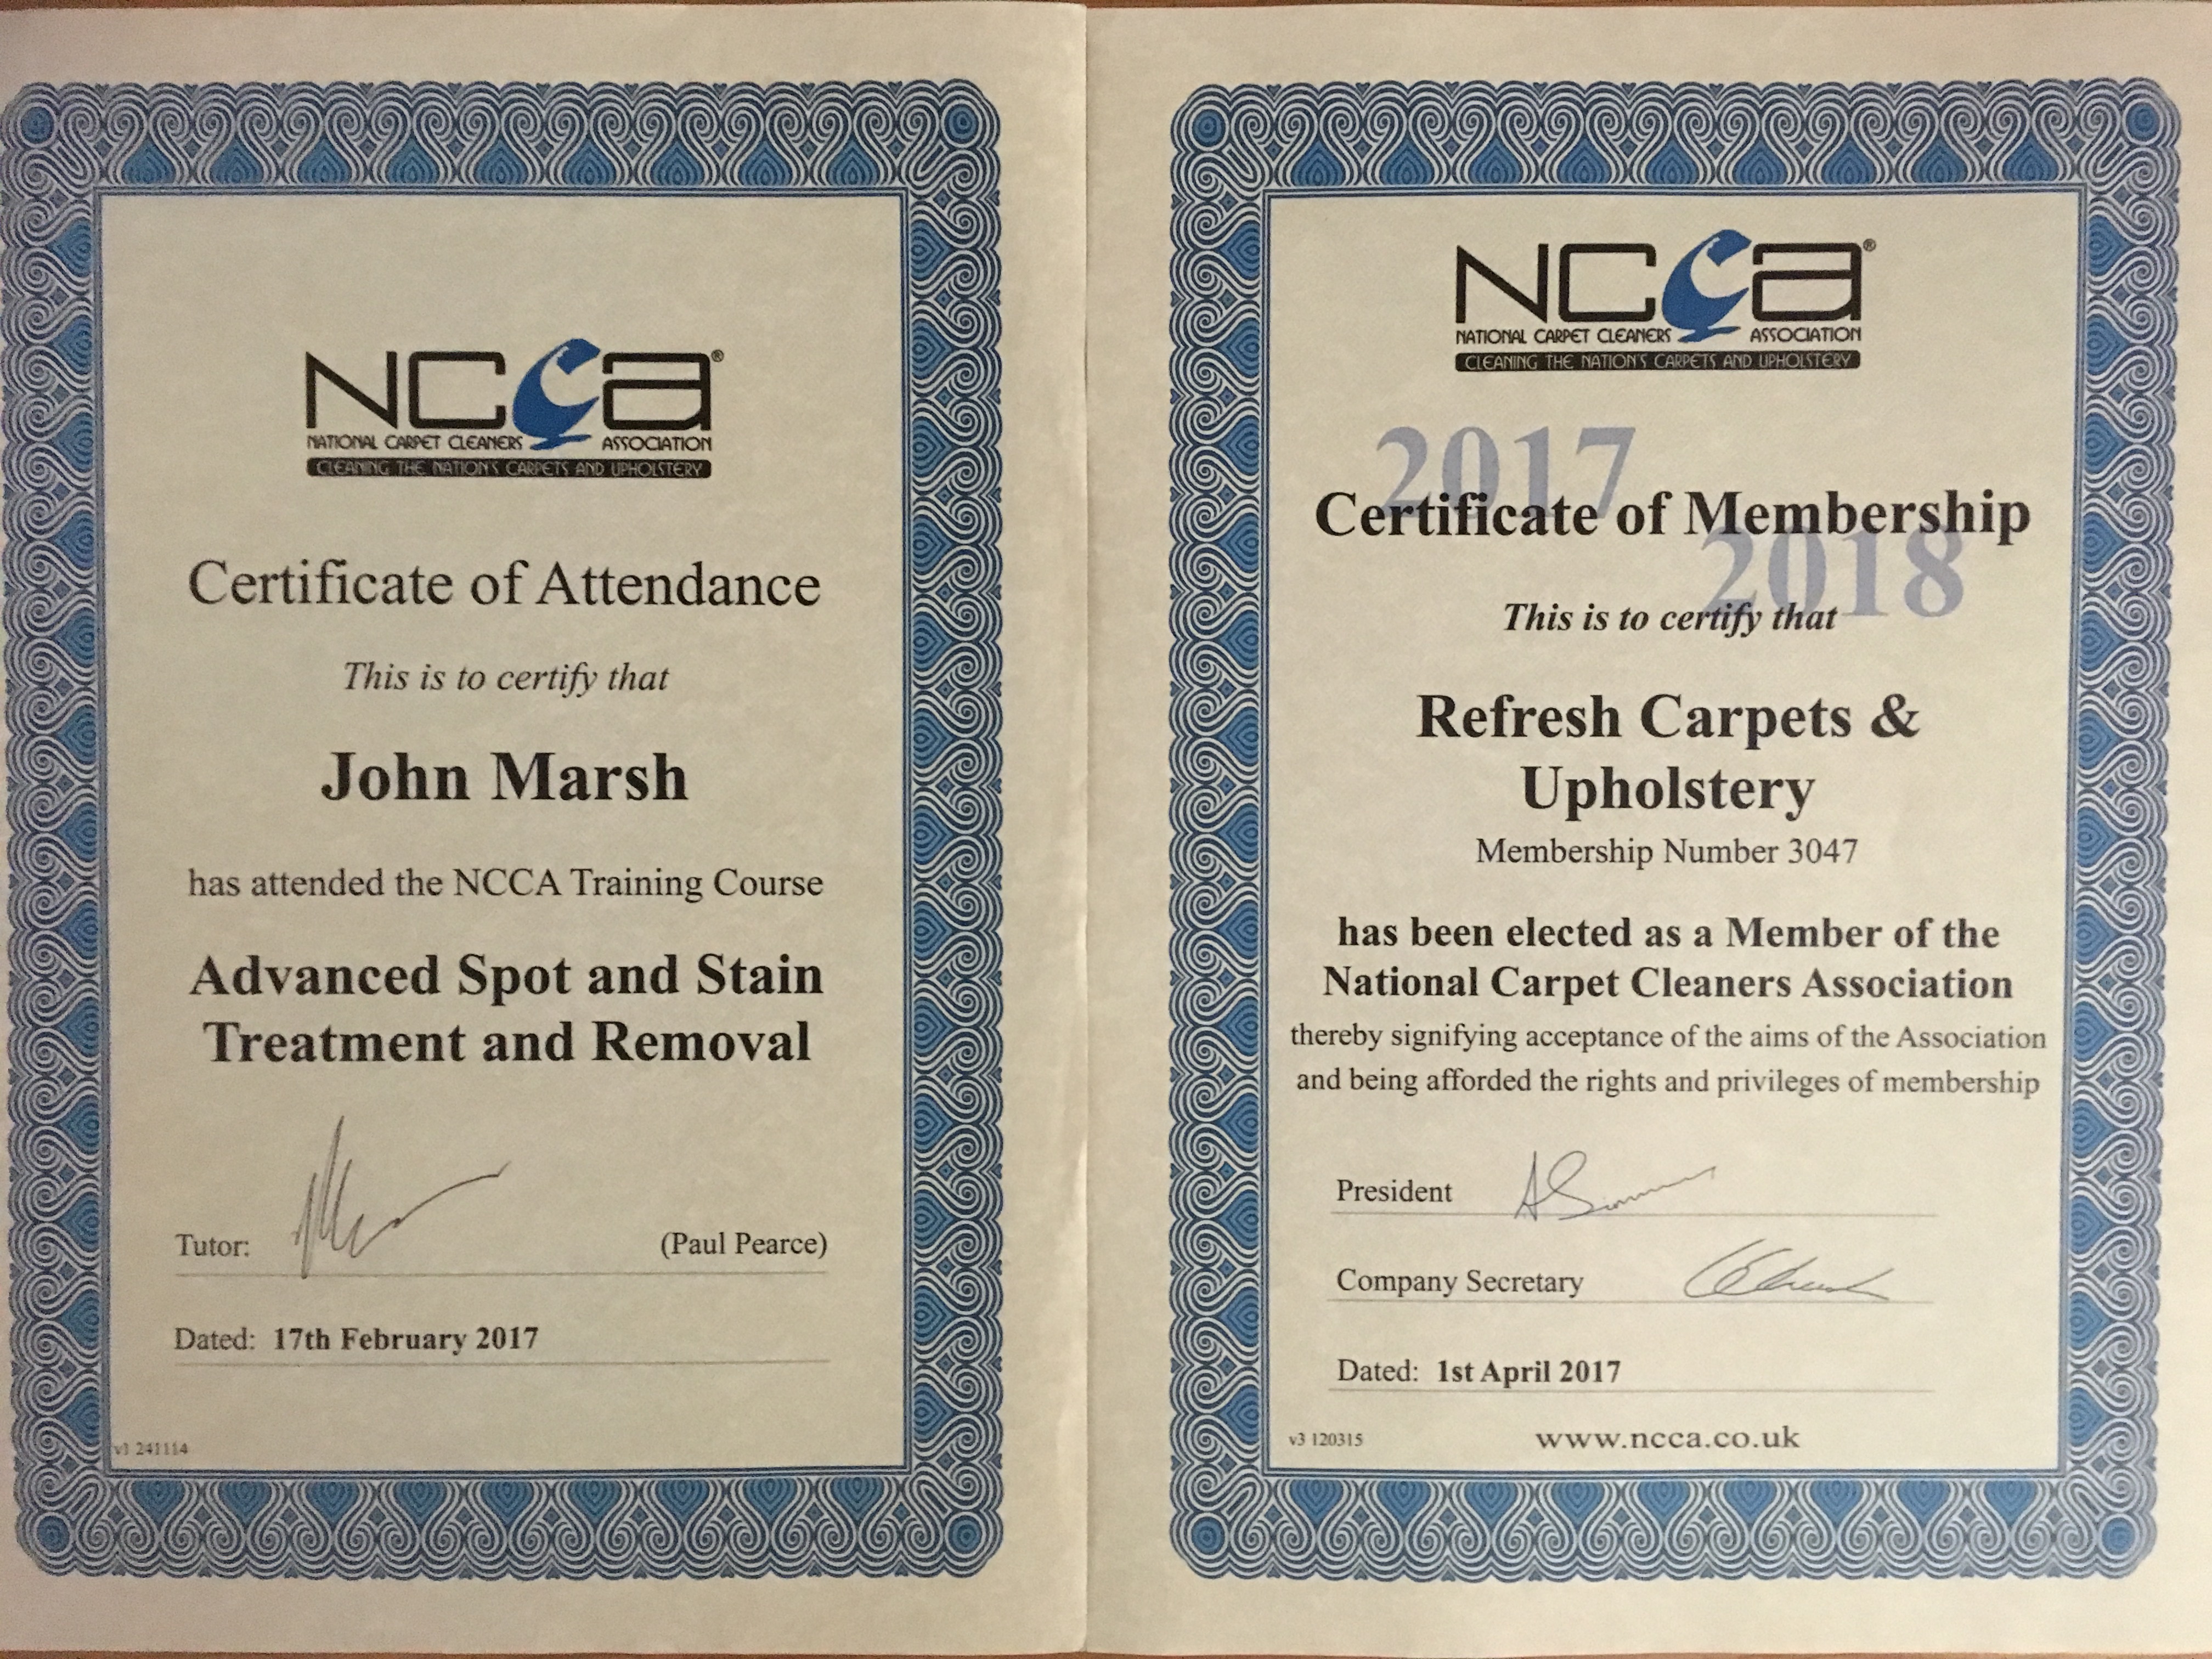 NCCA®
NATIONAL CARPET CLEANERS ASSOCIATION
CLEANING THE NATION'S CARPETS AND UPHOLSTERY
Certificate of Attendance
This is to certify that
John Marsh
has attended the NCCA Training Course
Advanced Spot and Stain
Treatment and Removal
Tutor: (Paul Pearce)
Dated: 17th February 2017
v1 241114
NCCA®
NATIONAL CARPET CLEANERS ASSOCIATION
CLEANING THE NATION'S CARPETS AND UPHOLSTERY
2017
Certificate of Membership
2018
This is to certify that
Refresh Carpets &
Upholstery
Membership Number 3047
has been elected as a Member of the
National Carpet Cleaners Association
thereby signifying acceptance of the aims of the Association
and being afforded the rights and privileges of membership
President
Company Secretary
Dated: 1st April 2017
v3 120315
www.ncca.co.uk